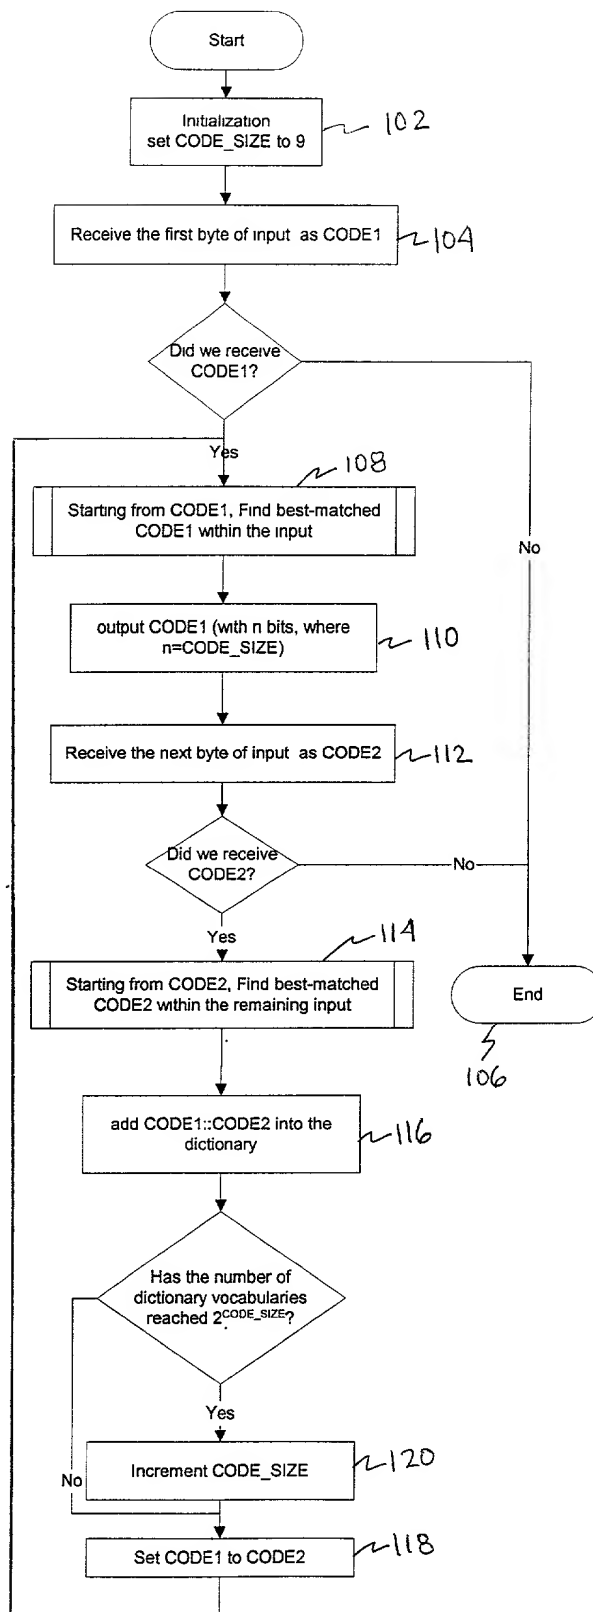 Start
Initialization
set CODE_SIZE to 9
102
Receive the first byte of input as CODE1
104
Did we receive
CODE1?
Yes
108
Starting from CODE1, Find best-matched
CODE1 within the input
No
output CODE1 (with n bits, where
n=CODE_SIZE)
110
Receive the next byte of input as CODE2
112
Did we receive
CODE2?
No
Yes
114
Starting from CODE2, Find best-matched
CODE2 within the remaining input
End
106
add CODE1::CODE2 into the
dictionary
116
Has the number of
dictionary vocabularies
reached 2^CODE_SIZE?
Yes
Increment CODE_SIZE
120
No
Set CODE1 to CODE2
118